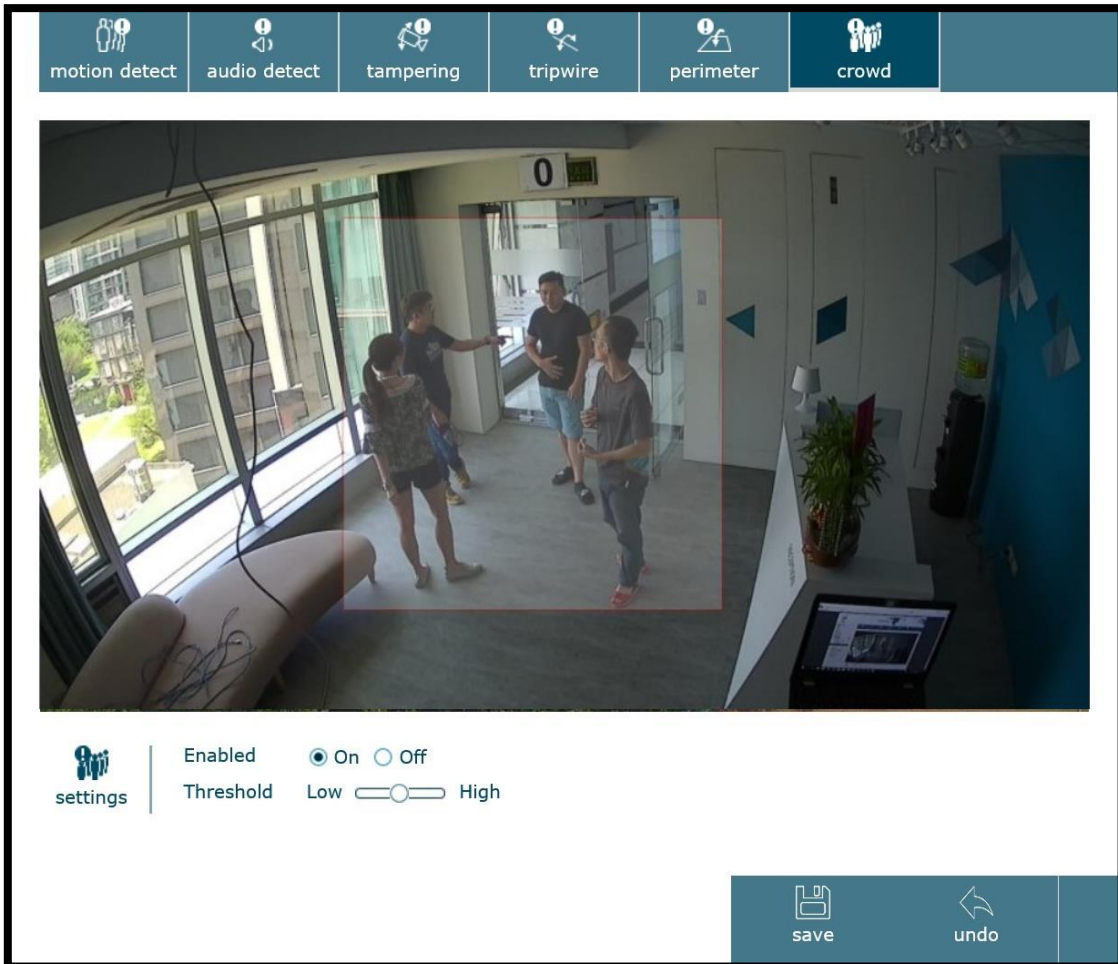 motion detect
audio detect
tampering
tripwire
perimeter
crowd
0
settings
Enabled
On
Off
Threshold
Low
High
save
undo